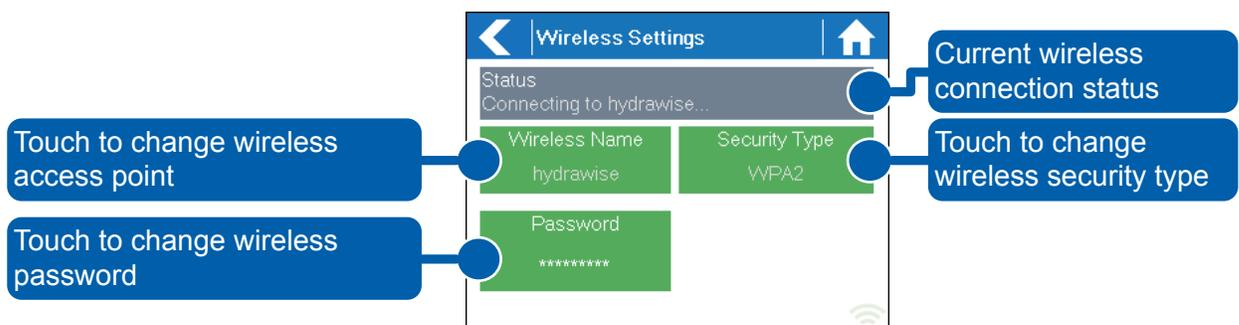 Wireless Settings
Status
Connecting to hydrawise...
Current wireless
connection status
Touch to change wireless
access point
Wireless Name
hydrawise
Security Type
WPA2
Touch to change
wireless security type
Touch to change wireless
password
Password
*********